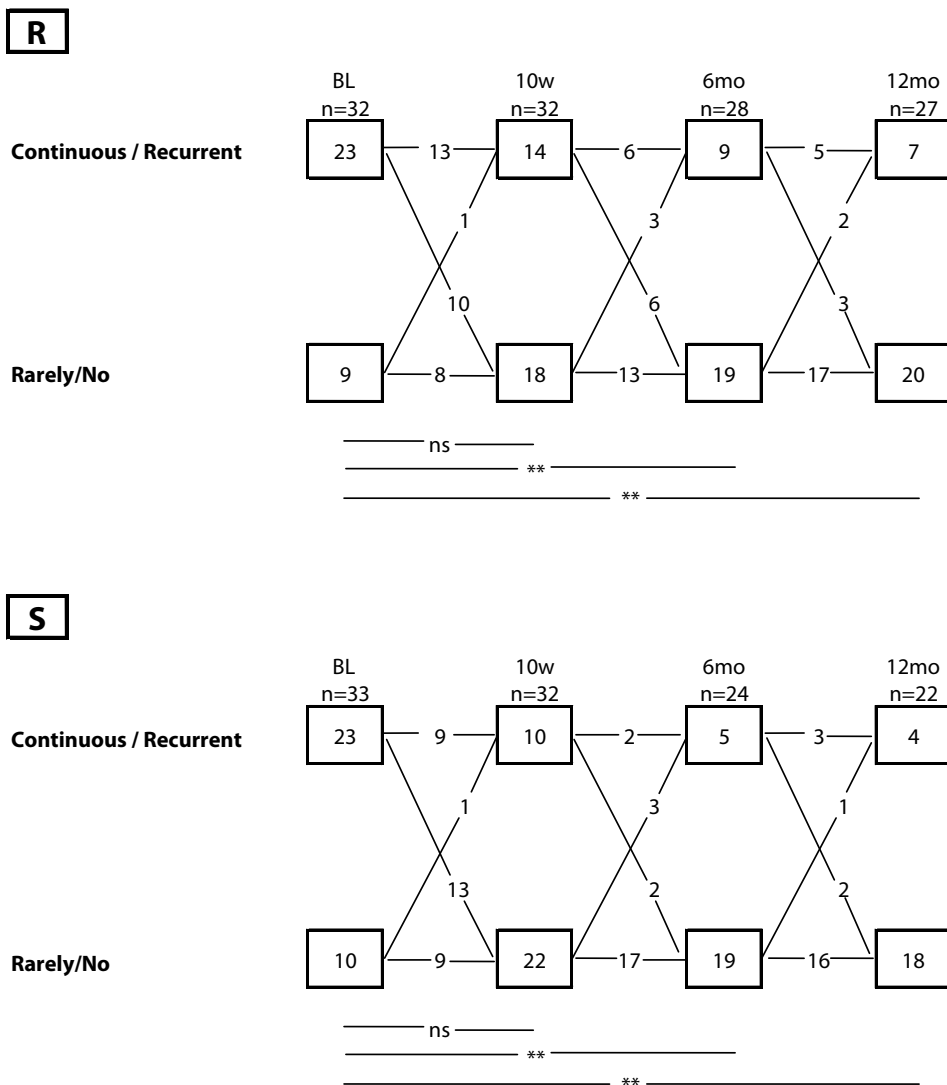 R
BL 10w 6mo 12mo
n=32 n=32 n=28 n=27
Continuous / Recurrent 23 13 14 6 9 5 7
1 3 2
10 6 3
Rarely/No 9 8 18 13 19 17 20
ns
**
**
S
BL 10w 6mo 12mo
n=33 n=32 n=24 n=22
Continuous / Recurrent 23 9 10 2 5 3 4
1 3 1
13 2 2
Rarely/No 10 9 22 17 19 16 18
ns
**
**